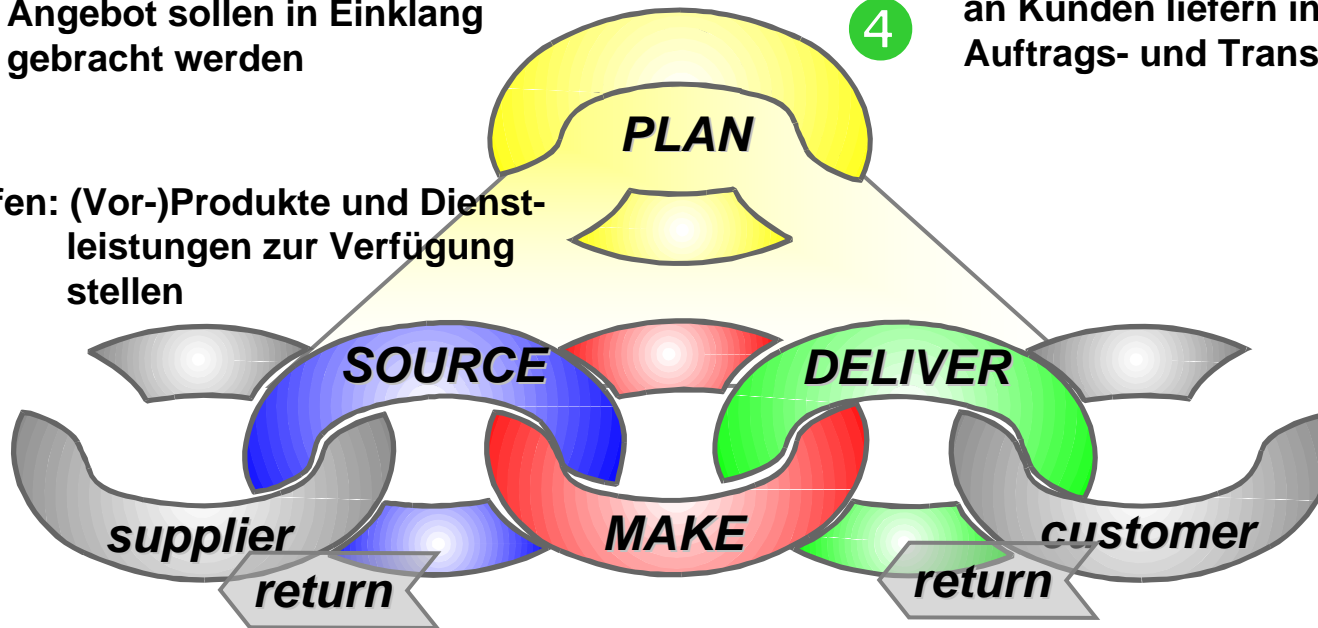 Angebot sollen in Einklang
gebracht werden
4
an Kunden liefern in
Auftrags- und Trans
PLAN
fen: (Vor-)Produkte und Dienst-
leistungen zur Verfügung
stellen
SOURCE
DELIVER
supplier
MAKE
customer
return
return